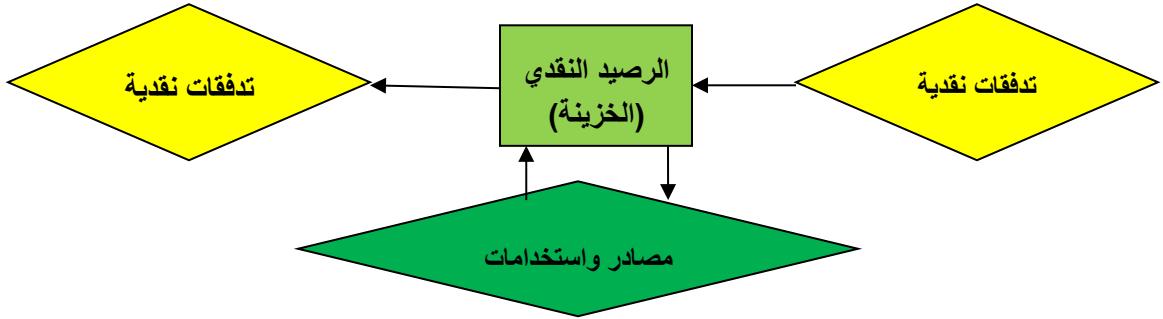 تدفقات نقدية
الرصيد النقدي
(الخزينة)
تدفقات نقدية
مصادر واستخدامات